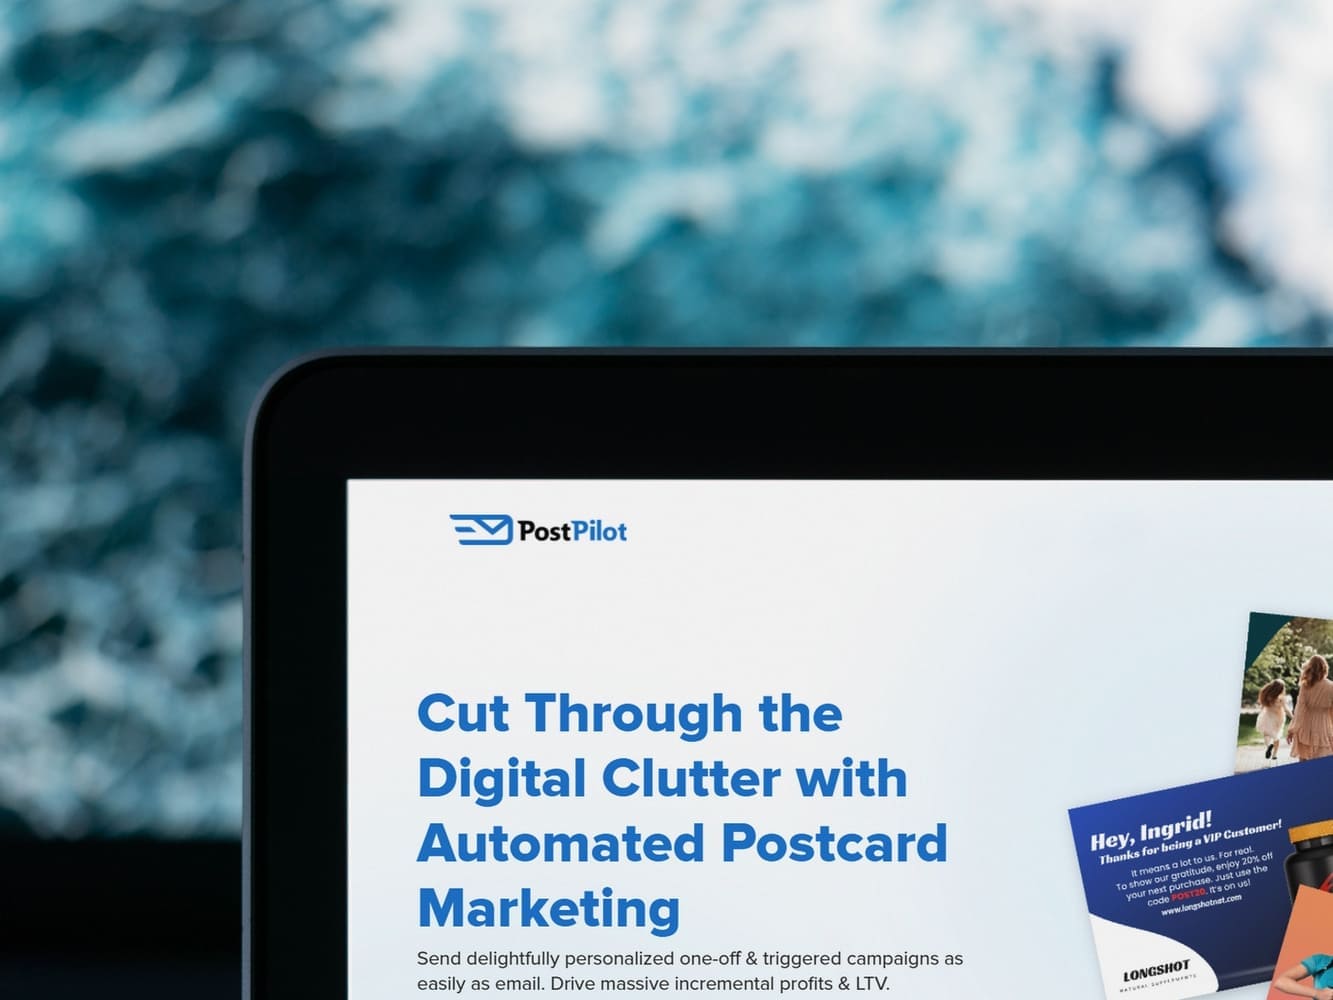 PostPilot
Cut Through the
Digital Clutter with
Automated Postcard
Marketing
Send delightfully personalized one-off & triggered campaigns as
easily as email. Drive massive incremental profits & LTV.
Hey, Ingrid!
Thanks for being a VIP Customer!
It means a lot to us. For real.
To show our gratitude, enjoy 20% off
your next purchase. Just use the
code POST20. It's on us!
www.longshotnat.com
LONGSHOT
NATURAL SUPPLEMENTS